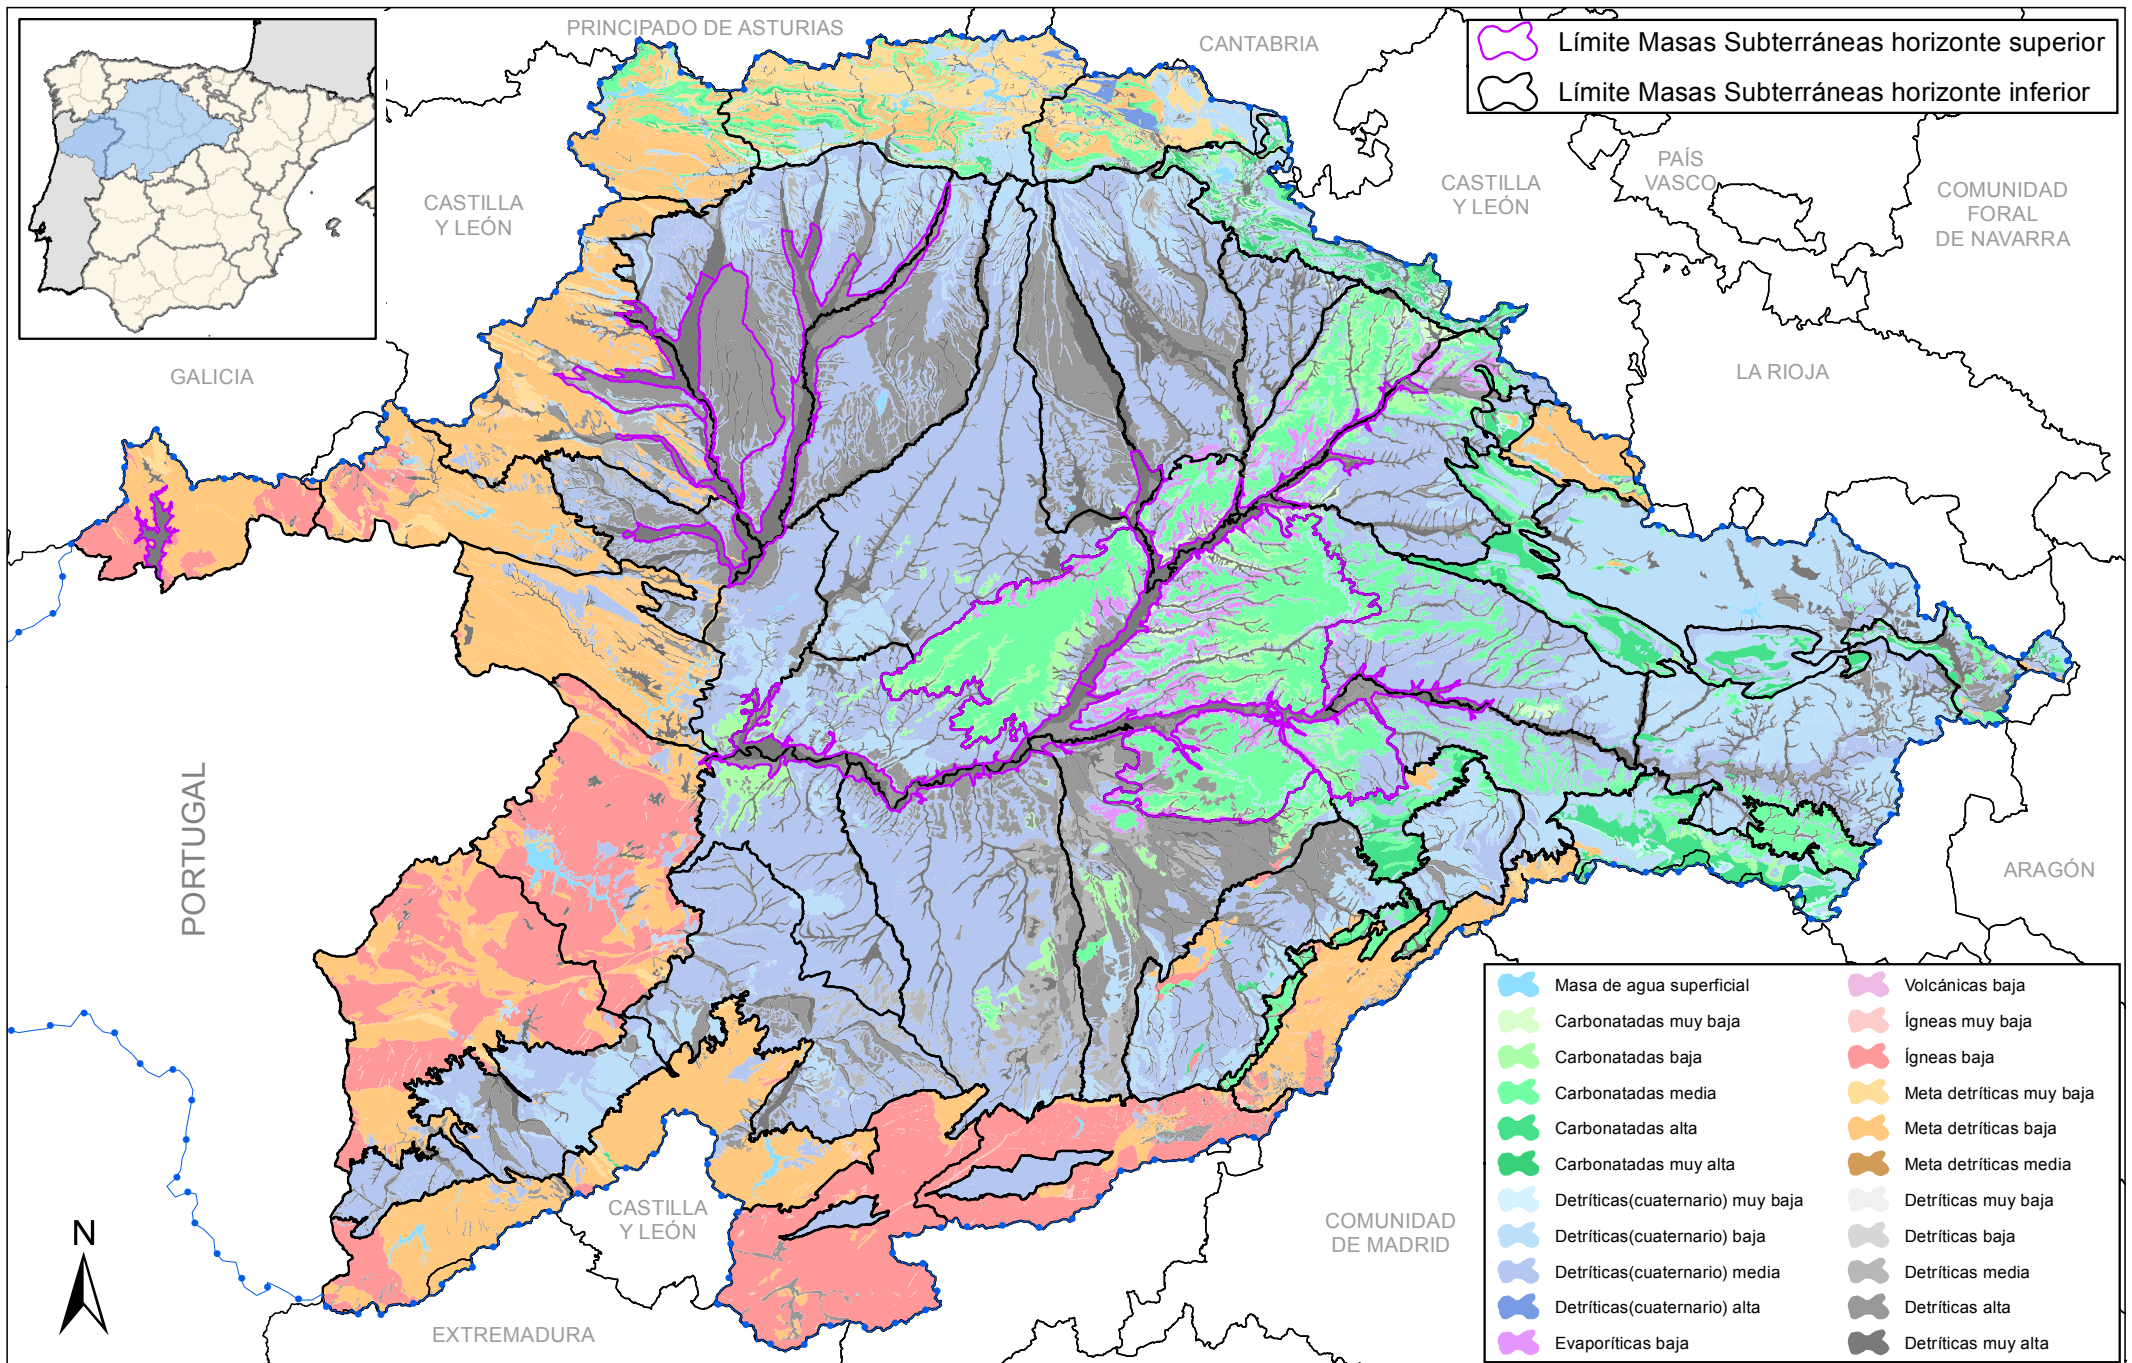 PRINCIPADO DE ASTURIAS
CANTABRIA
Límite Masas Subterráneas horizonte superior
Límite Masas Subterráneas horizonte inferior
CASTILLA
Y LEÓN
CASTILLA
Y LEÓN
PAÍS
VASCO
COMUNIDAD
FORAL
DE NAVARRA
GALICIA
LA RIOJA
PORTUGAL
ARAGÓN
CASTILLA
Y LEÓN
COMUNIDAD
DE MADRID
EXTREMADURA
N
Masa de agua superficial
Carbonatadas muy baja
Carbonatadas baja
Carbonatadas media
Carbonatadas alta
Carbonatadas muy alta
Detríticas(cuaternario) muy baja
Detríticas(cuaternario) baja
Detríticas(cuaternario) media
Detríticas(cuaternario) alta
Evaporíticas baja
Volcánicas baja
Ígneas muy baja
Ígneas baja
Meta detríticas muy baja
Meta detríticas baja
Meta detríticas media
Detríticas muy baja
Detríticas baja
Detríticas media
Detríticas alta
Detríticas muy alta